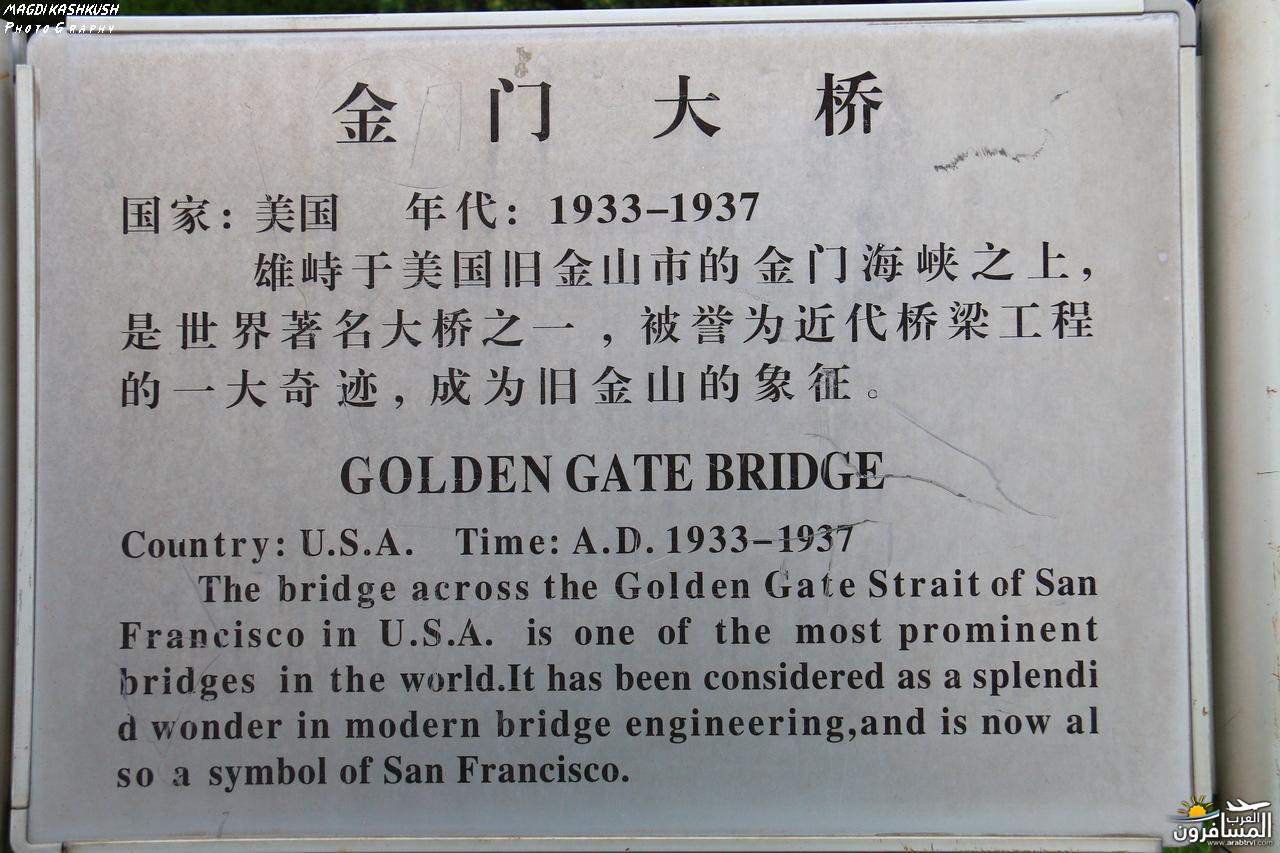 MAGDI KASHKUSH
PHOTOGRAPHY
金门大桥
国家：美国 年代：1933–1937
雄峙于美国旧金山市的金门海峡之上，
是世界著名大桥之一，被誉为近代桥梁工程
的一大奇迹，成为旧金山的象征。
GOLDEN GATE BRIDGE
Country: U.S.A. Time: A.D. 1933–1937
The bridge across the Golden Gate Strait of San
Francisco in U.S.A. is one of the most prominent
bridges in the world.It has been considered as a splendi
d wonder in modern bridge engineering,and is now al
so a symbol of San Francisco.
العرب
المسافرون
www.arabtrvl.com